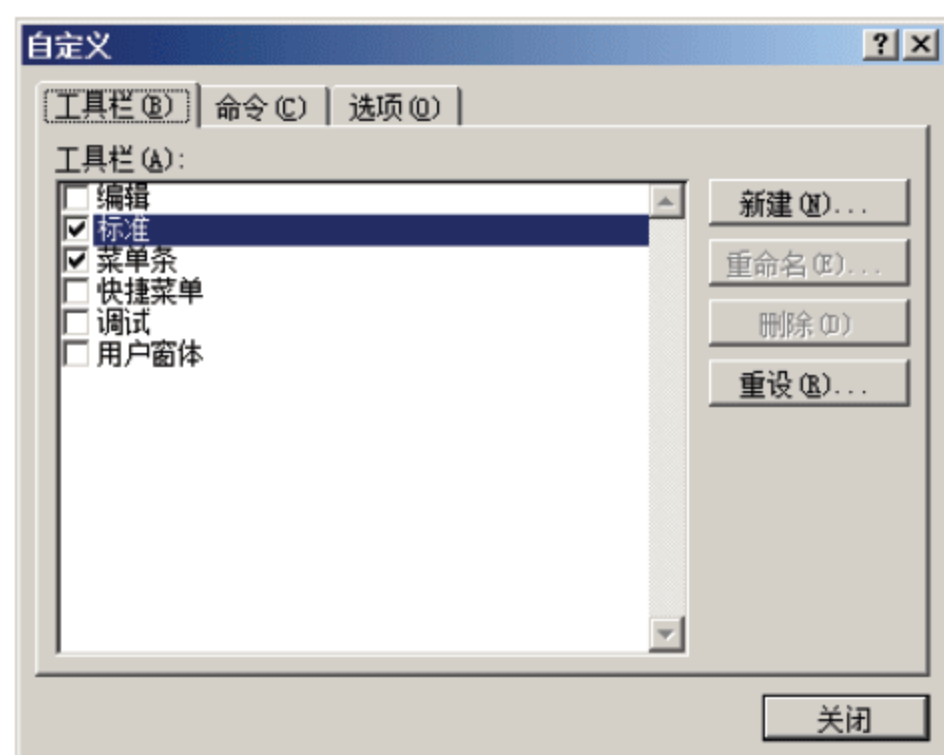 自定义
工具栏(B) 命令(C) 选项(O)
工具栏(A):
编辑
标准
菜单条
快捷菜单
调试
用户窗体
新建(N)...
重命名(E)...
删除(D)
重设(R)...
关闭